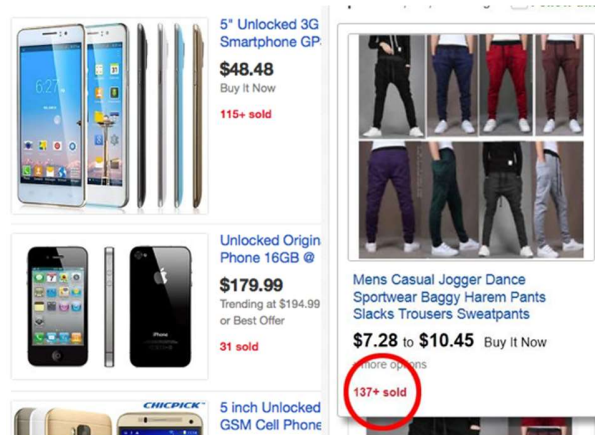 5" Unlocked 3G
Smartphone GP
$48.48
Buy It Now
115+ sold
6:27
Unlocked Origin
Phone 16GB @
$179.99
Trending at $194.99
or Best Offer
31 sold
iPhone
CHICPICK
5 inch Unlocked
GSM Cell Phone
Mens Casual Jogger Dance
Sportwear Baggy Harem Pants
Slacks Trousers Sweatpants
$7.28 to $10.45 Buy It Now
more options
137+ sold